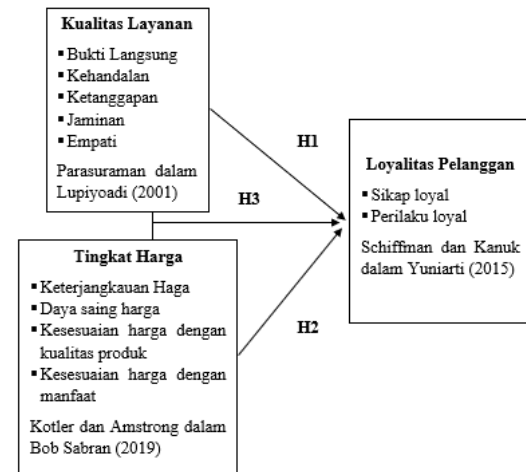 Kualitas Layanan
▪ Bukti Langsung
▪ Kehandalan
▪ Ketanggapan
▪ Jaminan
▪ Empati
Parasuraman dalam
Lupiyoadi (2001)
H1
H3
Tingkat Harga
▪ Keterjangkauan Haga
▪ Daya saing harga
▪ Kesesuaian harga dengan
kualitas produk
▪ Kesesuaian harga dengan
manfaat
Kotler dan Amstrong dalam
Bob Sabran (2019)
H2
Loyalitas Pelanggan
▪ Sikap loyal
▪ Perilaku loyal
Schiffman dan Kanuk
dalam Yuniarti (2015)